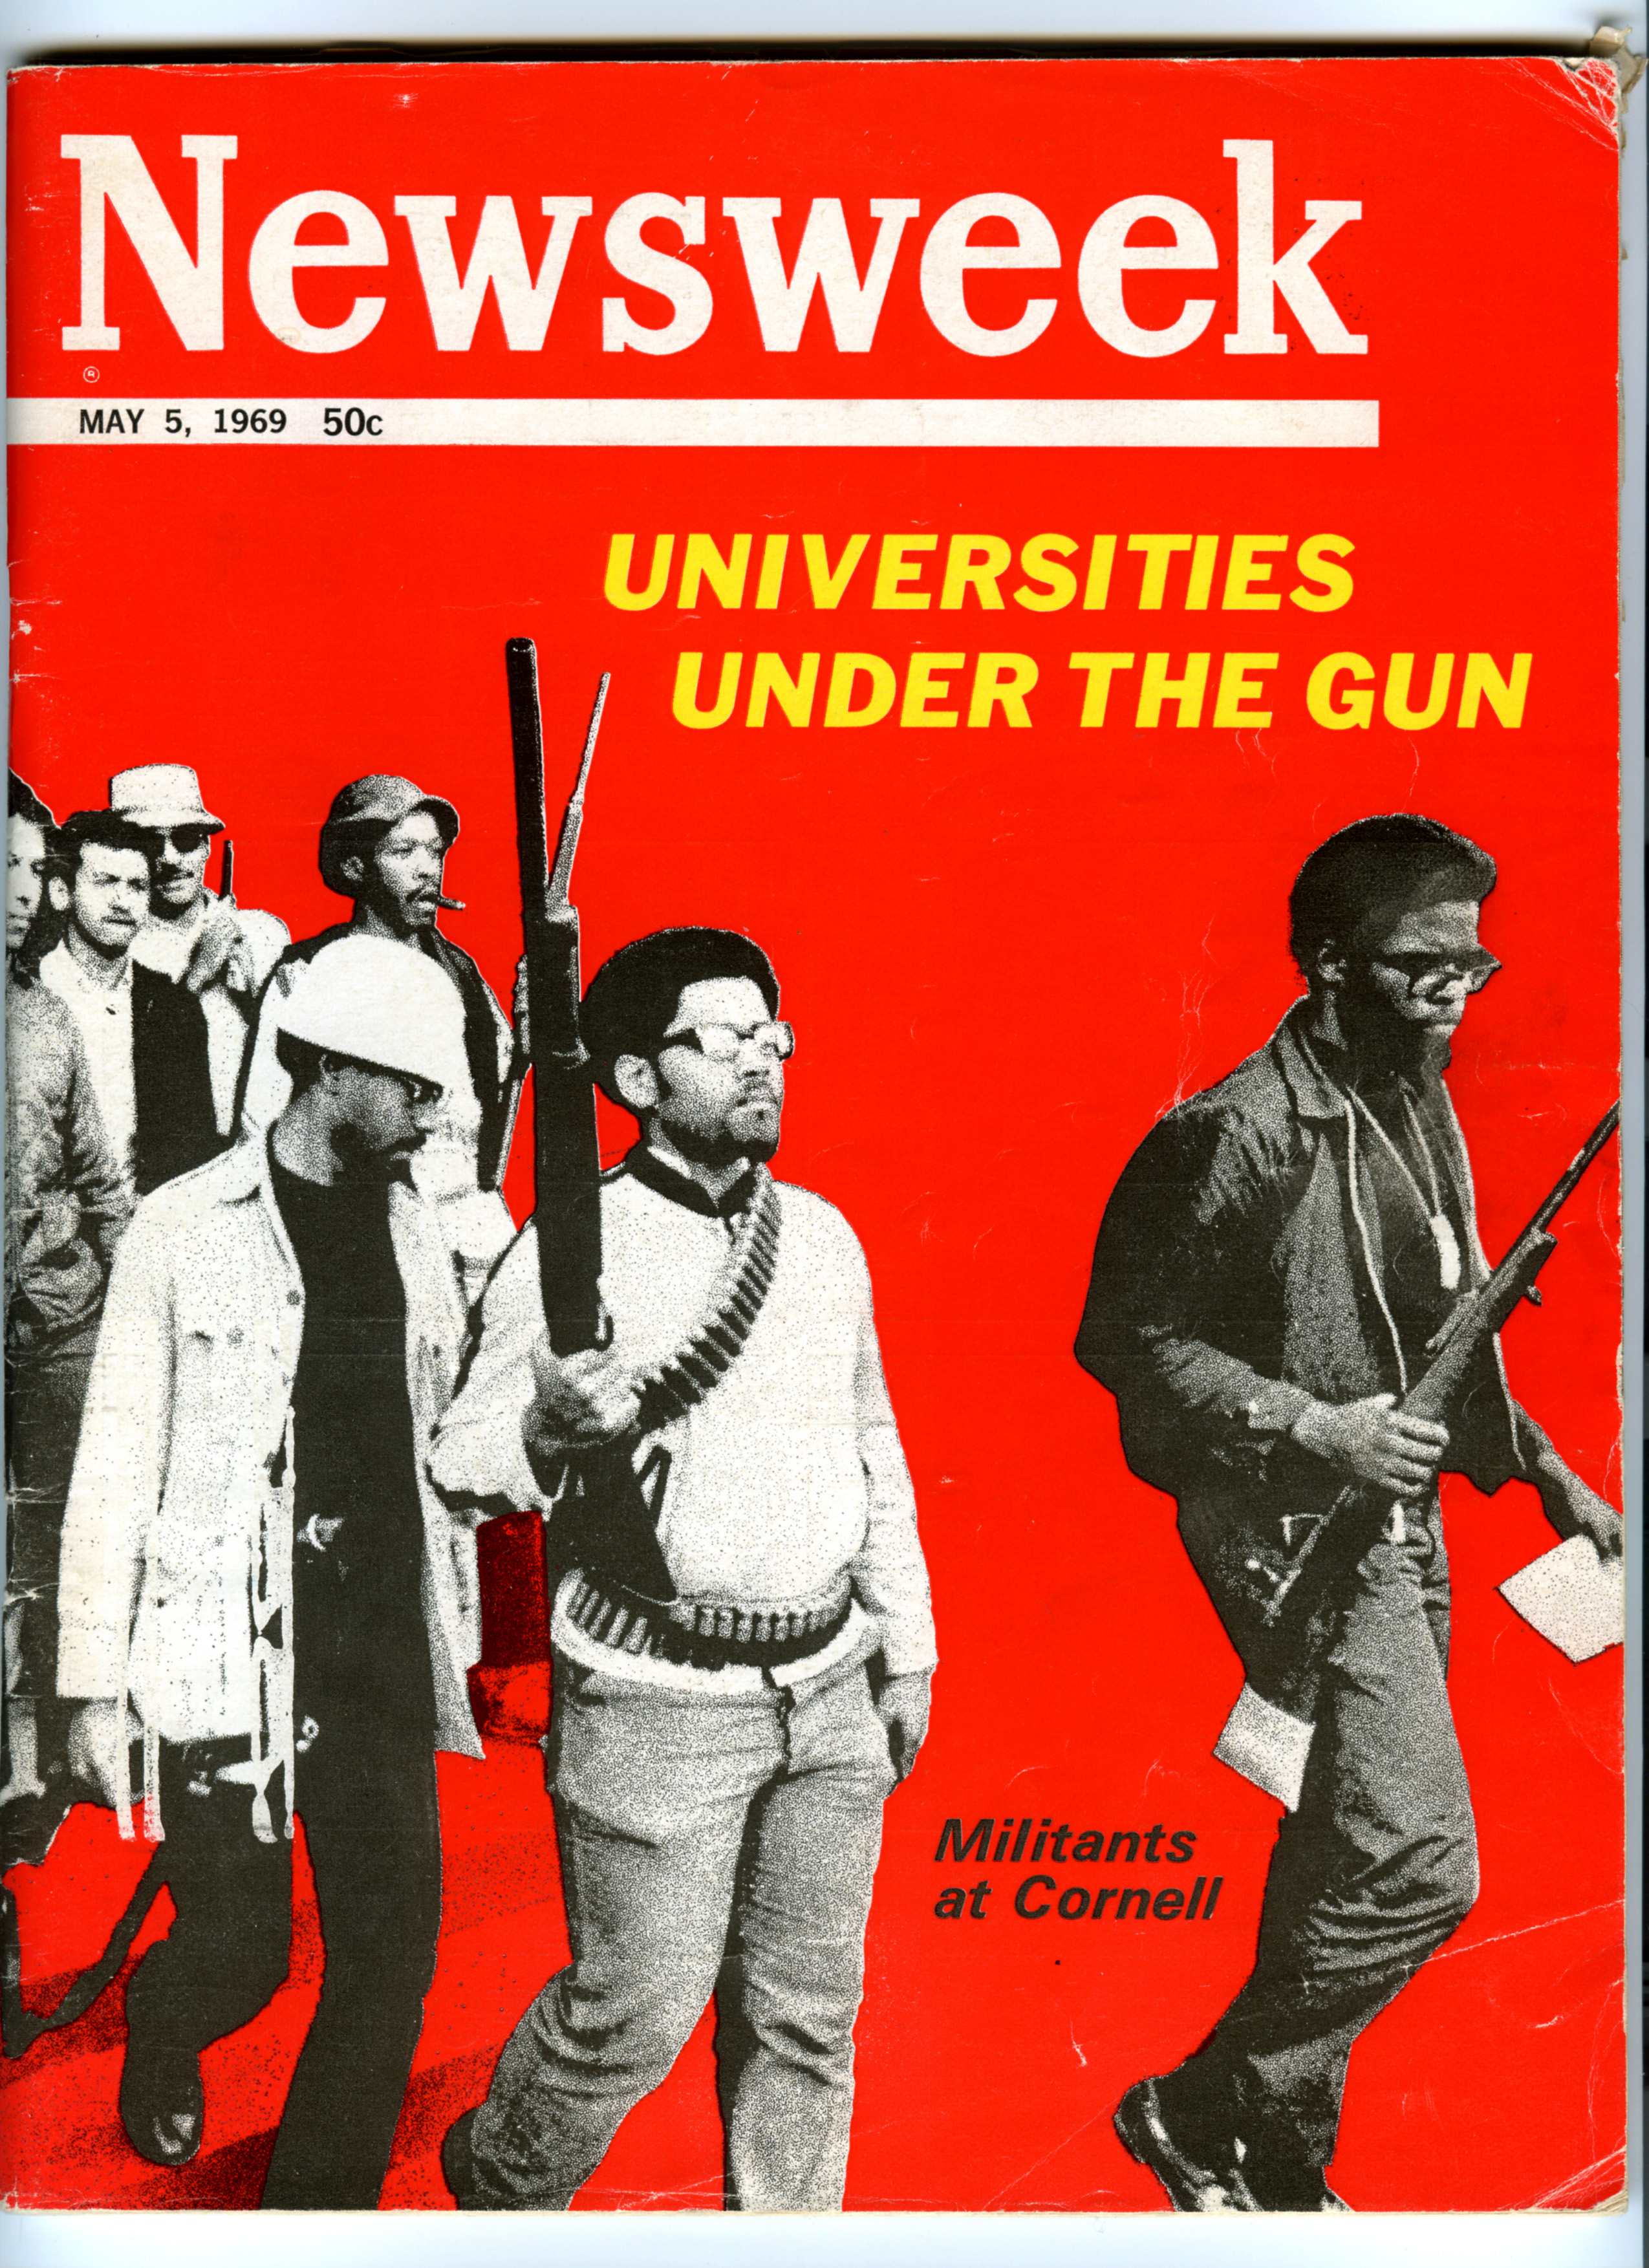 Newsweek
®
MAY 5, 1969 50c
UNIVERSITIES
UNDER THE GUN
Militants
at Cornell